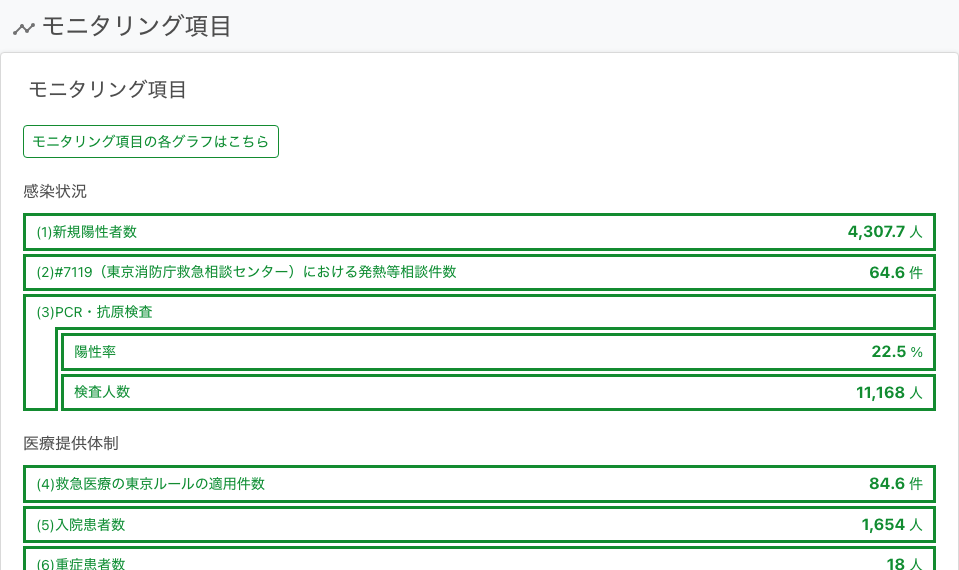 モニタリング項目
モニタリング項目
モニタリング項目の各グラフはこちら
感染状況
(1)新規陽性者数 4,307.7 人
(2)#7119（東京消防庁救急相談センター）における発熱等相談件数 64.6 件
(3)PCR・抗原検査
陽性率 22.5 %
検査人数 11,168 人
医療提供体制
(4)救急医療の東京ルールの適用件数 84.6 件
(5)入院患者数 1,654 人
(6)重症患者数 18 人